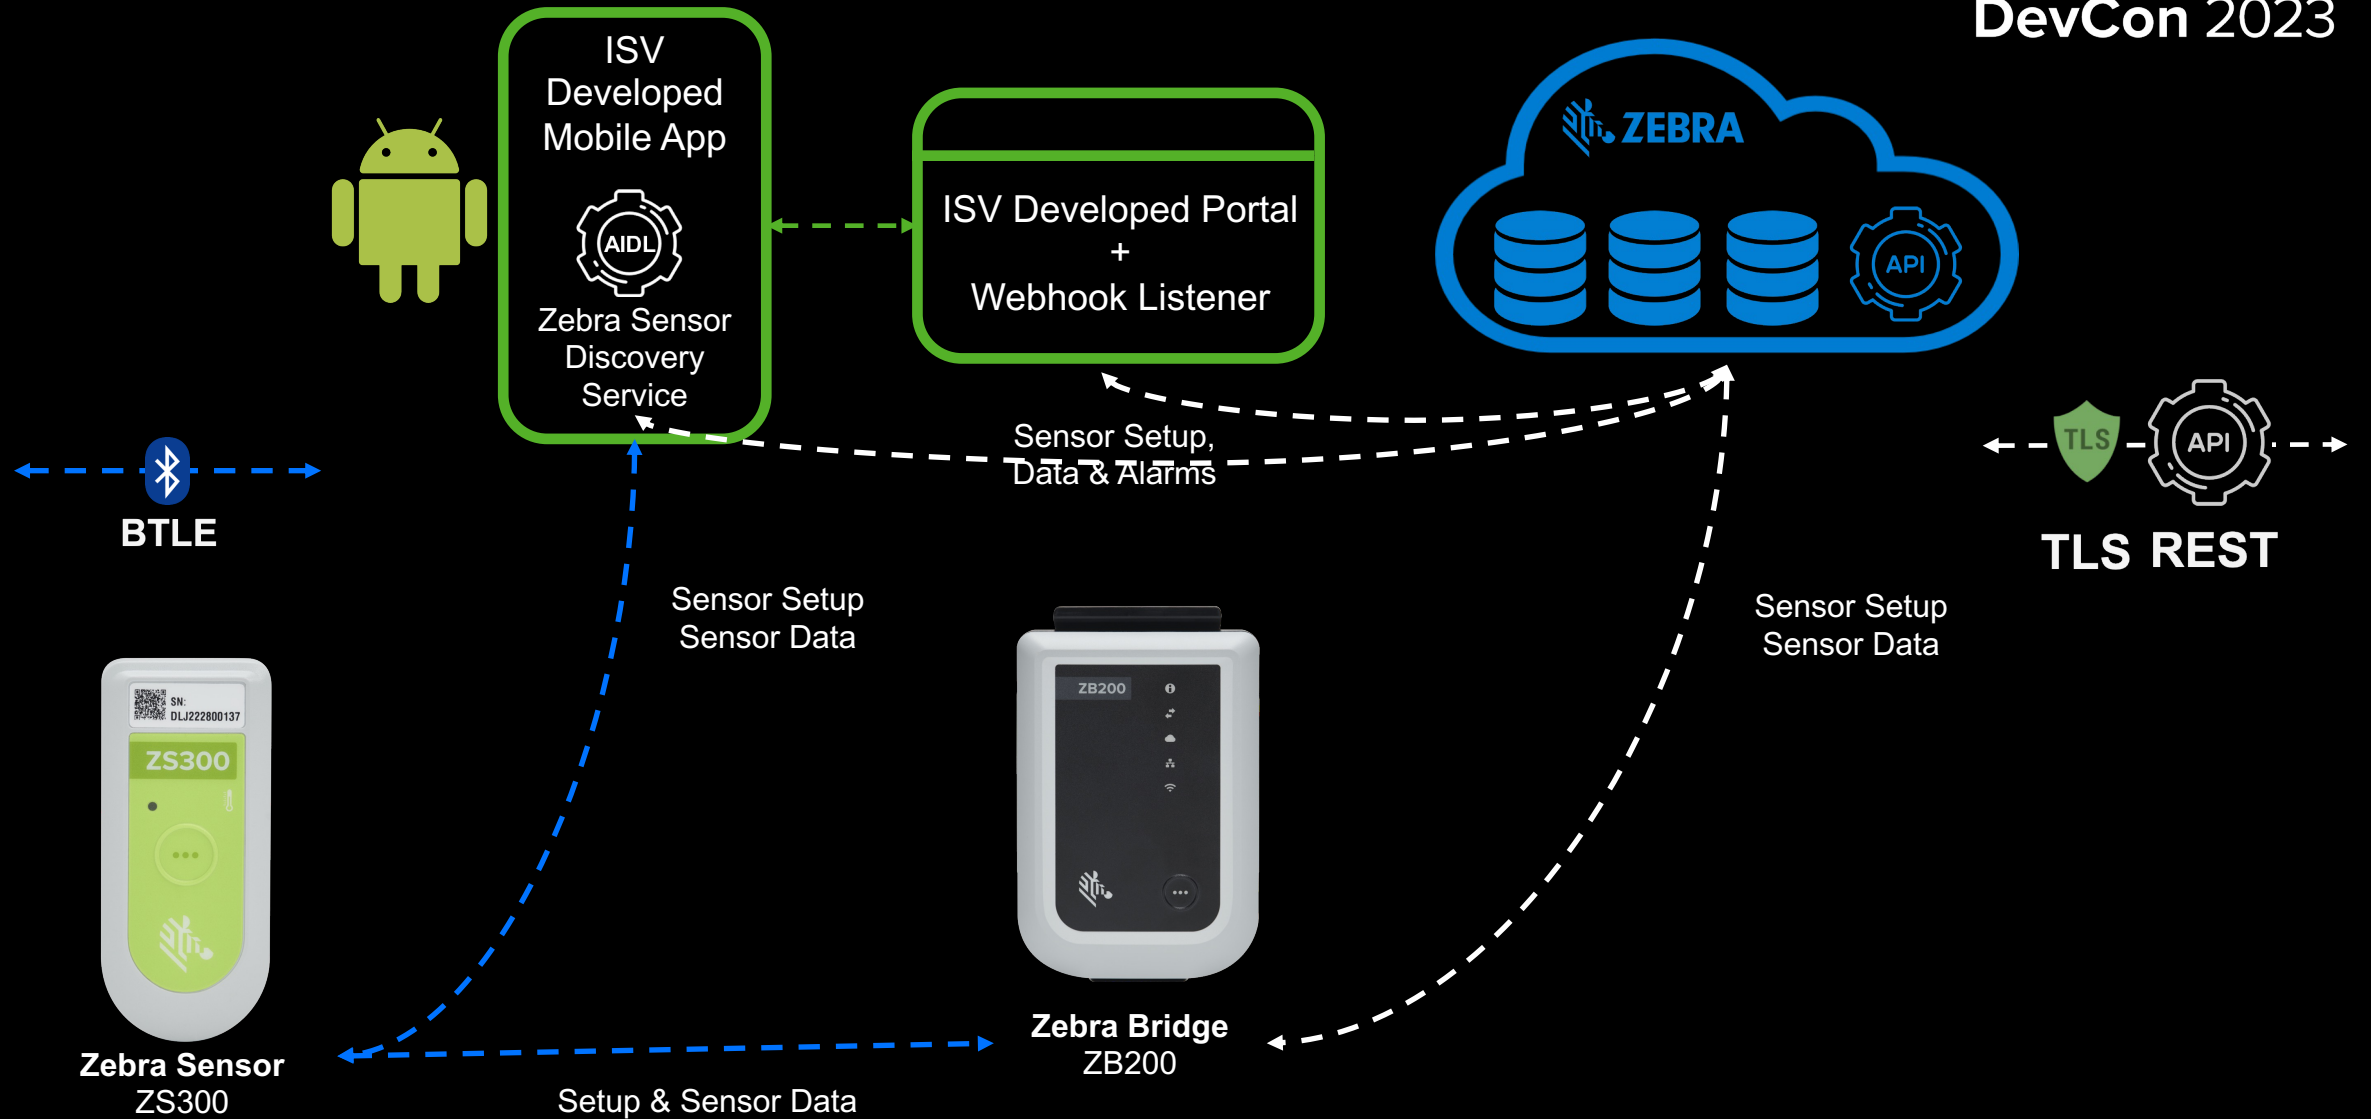 DevCon 2023
ISV
Developed
Mobile App
AIDL
Zebra Sensor
Discovery
Service
ISV Developed Portal
+
Webhook Listener
ZEBRA
API
BTLE
Sensor Setup,
Data & Alarms
TLS
API
TLS REST
Sensor Setup
Sensor Data
Sensor Setup
Sensor Data
SN:
DLJ222800137
ZS300
Zebra Sensor
ZS300
ZB200
Zebra Bridge
ZB200
Setup & Sensor Data